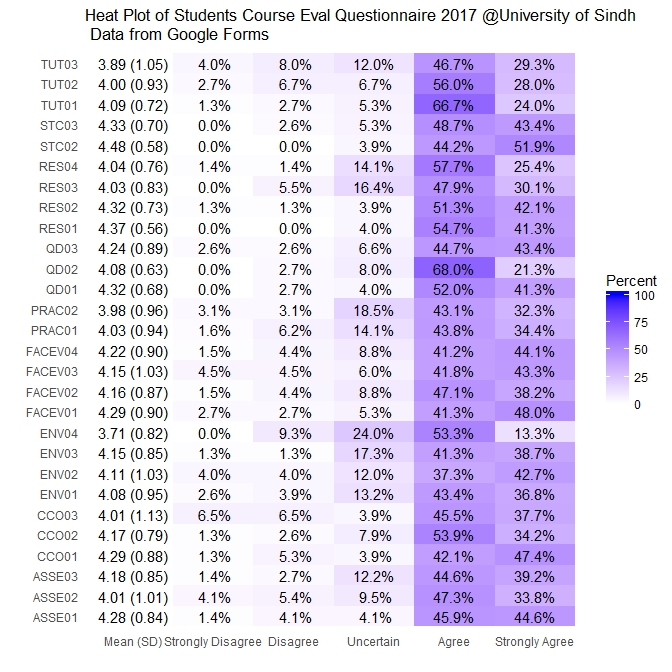 Heat Plot of Students Course Eval Questionnaire 2017 @University of Sindh
Data from Google Forms
TUT03 3.89 (1.05) 4.0% 8.0% 12.0% 46.7% 29.3%
TUT02 4.00 (0.93) 2.7% 6.7% 6.7% 56.0% 28.0%
TUT01 4.09 (0.72) 1.3% 2.7% 5.3% 66.7% 24.0%
STC03 4.33 (0.70) 0.0% 2.6% 5.3% 48.7% 43.4%
STC02 4.48 (0.58) 0.0% 0.0% 3.9% 44.2% 51.9%
RES04 4.04 (0.76) 1.4% 1.4% 14.1% 57.7% 25.4%
RES03 4.03 (0.83) 0.0% 5.5% 16.4% 47.9% 30.1%
RES02 4.32 (0.73) 1.3% 1.3% 3.9% 51.3% 42.1%
RES01 4.37 (0.56) 0.0% 0.0% 4.0% 54.7% 41.3%
QD03 4.24 (0.89) 2.6% 2.6% 6.6% 44.7% 43.4%
QD02 4.08 (0.63) 0.0% 2.7% 8.0% 68.0% 21.3%
QD01 4.32 (0.68) 0.0% 2.7% 4.0% 52.0% 41.3%
PRAC02 3.98 (0.96) 3.1% 3.1% 18.5% 43.1% 32.3%
PRAC01 4.03 (0.94) 1.6% 6.2% 14.1% 43.8% 34.4%
FACEV04 4.22 (0.90) 1.5% 4.4% 8.8% 41.2% 44.1%
FACEV03 4.15 (1.03) 4.5% 4.5% 6.0% 41.8% 43.3%
FACEV02 4.16 (0.87) 1.5% 4.4% 8.8% 47.1% 38.2%
FACEV01 4.29 (0.90) 2.7% 2.7% 5.3% 41.3% 48.0%
ENV04 3.71 (0.82) 0.0% 9.3% 24.0% 53.3% 13.3%
ENV03 4.15 (0.85) 1.3% 1.3% 17.3% 41.3% 38.7%
ENV02 4.11 (1.03) 4.0% 4.0% 12.0% 37.3% 42.7%
ENV01 4.08 (0.95) 2.6% 3.9% 13.2% 43.4% 36.8%
CCO03 4.01 (1.13) 6.5% 6.5% 3.9% 45.5% 37.7%
CCO02 4.17 (0.79) 1.3% 2.6% 7.9% 53.9% 34.2%
CCO01 4.29 (0.88) 1.3% 5.3% 3.9% 42.1% 47.4%
ASSE03 4.18 (0.85) 1.4% 2.7% 12.2% 44.6% 39.2%
ASSE02 4.01 (1.01) 4.1% 5.4% 9.5% 47.3% 33.8%
ASSE01 4.28 (0.84) 1.4% 4.1% 4.1% 45.9% 44.6%
Mean (SD) Strongly Disagree Disagree Uncertain Agree Strongly Agree
Percent
100
75
50
25
0